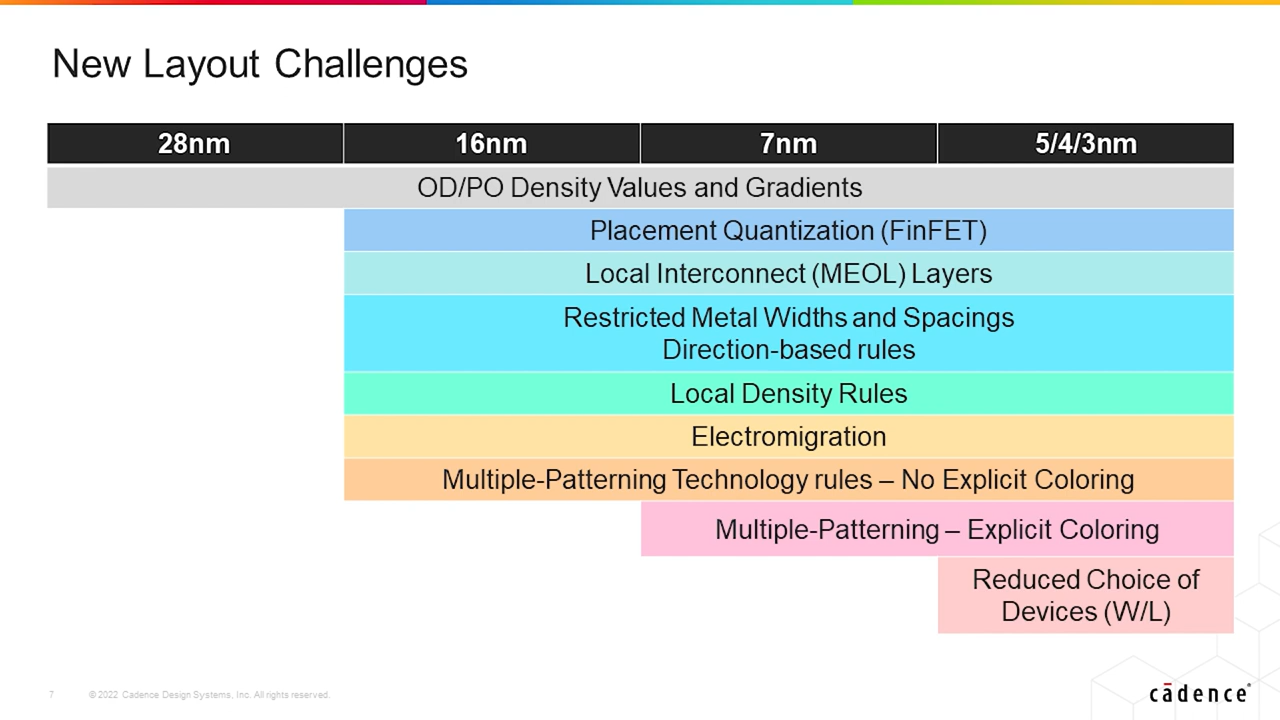 New Layout Challenges
28nm 16nm 7nm 5/4/3nm
OD/PO Density Values and Gradients
Placement Quantization (FinFET)
Local Interconnect (MEOL) Layers
Restricted Metal Widths and Spacings
Direction-based rules
Local Density Rules
Electromigration
Multiple-Patterning Technology rules – No Explicit Coloring
Multiple-Patterning – Explicit Coloring
Reduced Choice of
Devices (W/L)
7 © 2022 Cadence Design Systems, Inc. All rights reserved.
cādence®